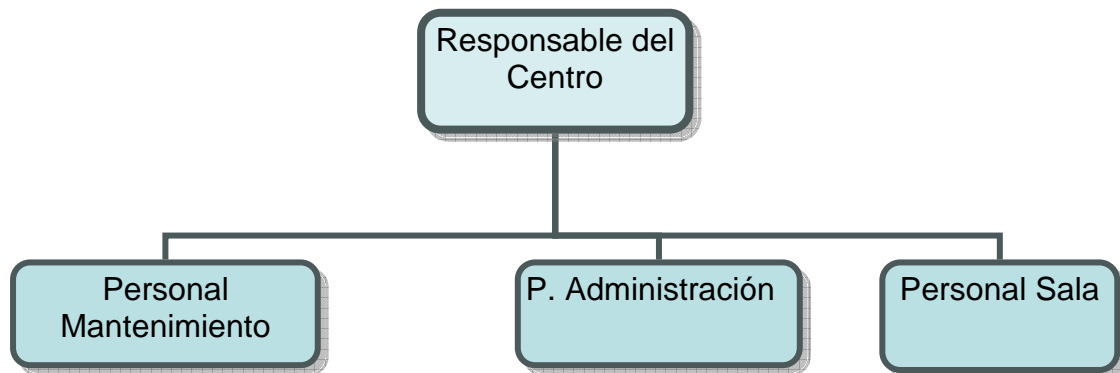 Responsable del
Centro
Personal
Mantenimiento
P. Administración
Personal Sala